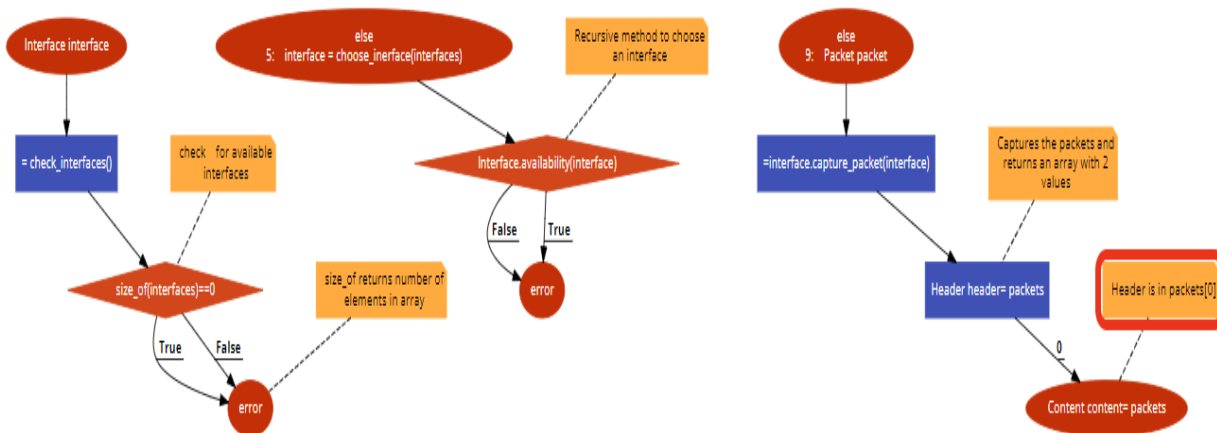 Interface interface
= check_interfaces()
check for available
interfaces
size_of(interfaces)==0
True
False
size_of returns number of
elements in array
error
else
5: interface = choose_inerface(interfaces)
Recursive method to choose
an interface
Interface.availability(interface)
False
True
error
else
9: Packet packet
=interface.capture_packet(interface)
Captures the packets and
returns an array with 2
values
Header header= packets
Header is in packets[0]
0
Content content= packets